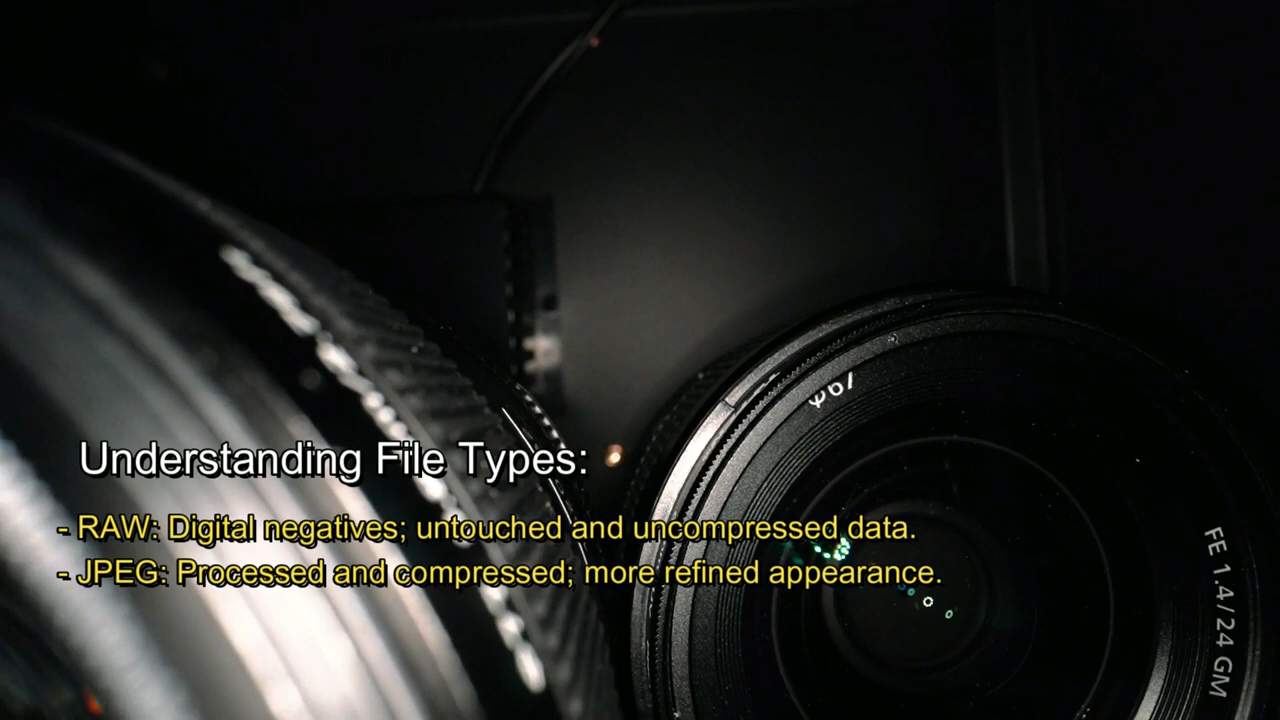 Φ67
Understanding File Types:
- RAW: Digital negatives; untouched and uncompressed data.
- JPEG: Processed and compressed; more refined appearance.
FE 1.4/24 GM